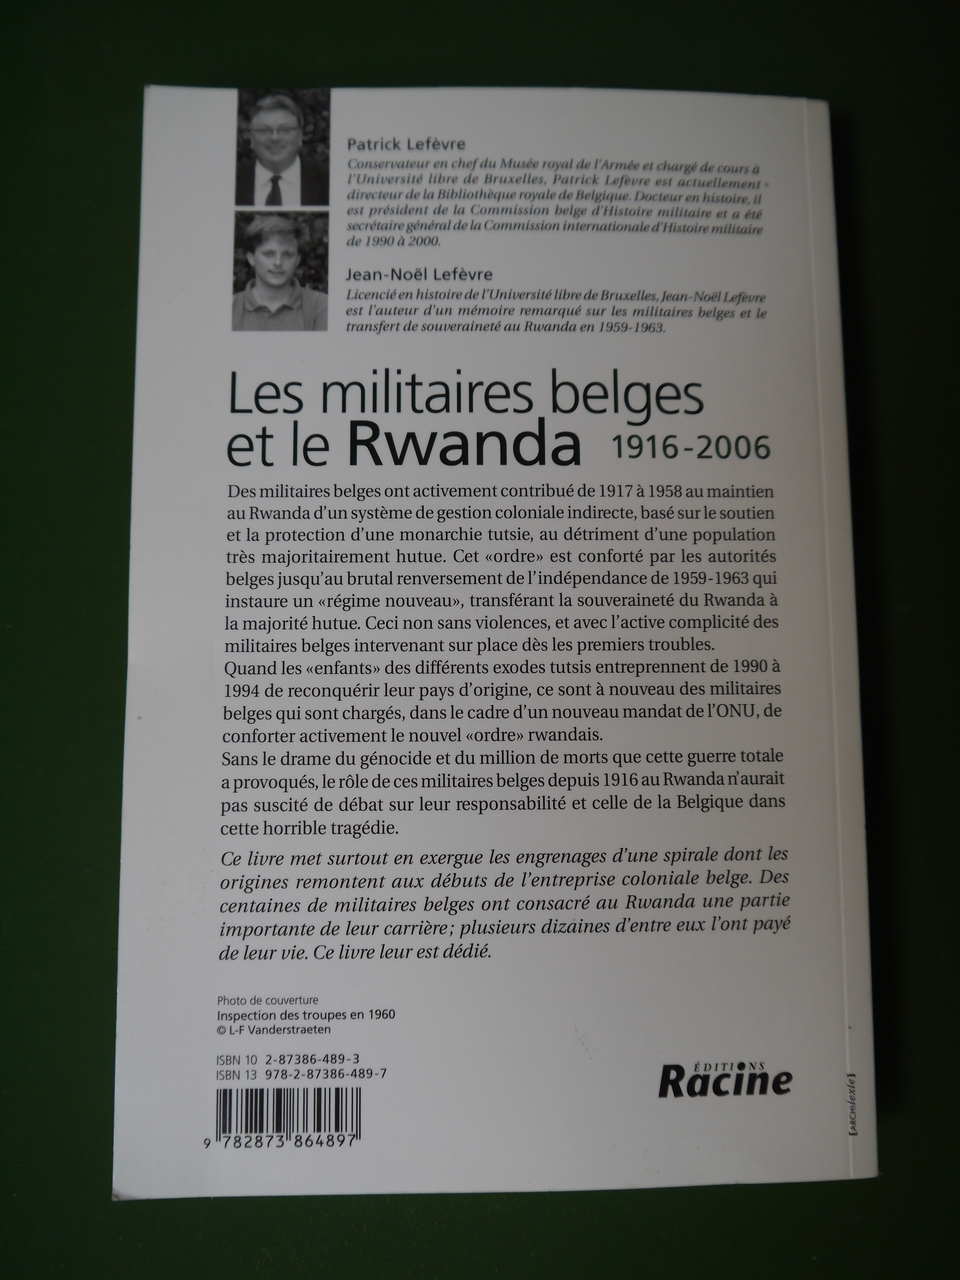 Patrick Lefèvre
Conservateur en chef du Musée royal de l'Armée et chargé de cours à
l'Université libre de Bruxelles, Patrick Lefèvre est actuellement
directeur de la Bibliothèque royale de Belgique. Docteur en histoire, il
est président de la Commission belge d'Histoire militaire et a été
secrétaire général de la Commission internationale d'Histoire militaire
de 1990 à 2000.
Jean-Noël Lefèvre
Licencié en histoire de l'Université libre de Bruxelles, Jean-Noël Lefèvre
est l'auteur d'un mémoire remarqué sur les militaires belges et le
transfert de souveraineté au Rwanda en 1959-1963.
Les militaires belges
et le Rwanda 1916-2006
Des militaires belges ont activement contribué de 1917 à 1958 au maintien
au Rwanda d'un système de gestion coloniale indirecte, basé sur le soutien
et la protection d'une monarchie tutsie, au détriment d'une population
très majoritairement hutue. Cet «ordre» est conforté par les autorités
belges jusqu'au brutal renversement de l'indépendance de 1959-1963 qui
instaure un «régime nouveau», transférant la souveraineté du Rwanda à
la majorité hutue. Ceci non sans violences, et avec l'active complicité des
militaires belges intervenant sur place dès les premiers troubles.
Quand les «enfants» des différents exodes tutsis entreprennent de 1990 à
1994 de reconquérir leur pays d'origine, ce sont à nouveau des militaires
belges qui sont chargés, dans le cadre d'un nouveau mandat de l'ONU, de
conforter activement le nouvel «ordre» rwandais.
Sans le drame du génocide et du million de morts que cette guerre totale
a provoqués, le rôle de ces militaires belges depuis 1916 au Rwanda n'aurait
pas suscité de débat sur leur responsabilité et celle de la Belgique dans
cette horrible tragédie.
Ce livre met surtout en exergue les engrenages d'une spirale dont les
origines remontent aux débuts de l'entreprise coloniale belge. Des
centaines de militaires belges ont consacré au Rwanda une partie
importante de leur carrière; plusieurs dizaines d'entre eux l'ont payé
de leur vie. Ce livre leur est dédié.
Photo de couverture
Inspection des troupes en 1960
© L-F Vanderstraeten
ISBN 10 2-87386-489-3
ISBN 13 978-2-87386-489-7
9 782873 864897
ÉDITIONS
Racine
[ARCHItexte]